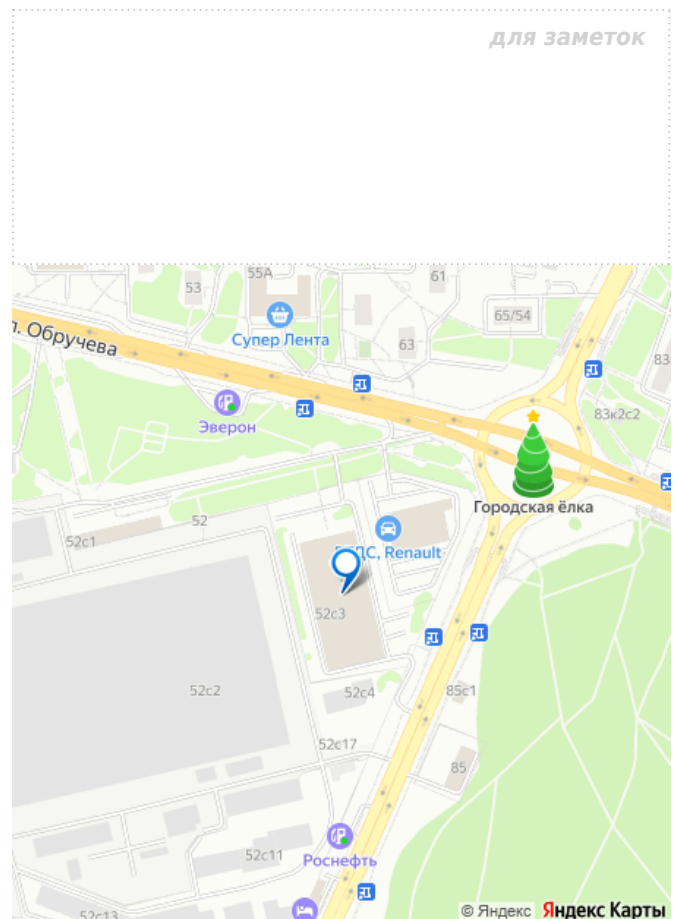 для заметок
55А
61
53
65/54
Супер Лента
л. Обручева
63
83
83к2с2
Эверон
Городская ёлка
52
52с1
ДС, Renault
52с3
52с2
52с4
85с1
52с17
85
Роснефть
52с11
52с13
© Яндекс Яндекс Карты